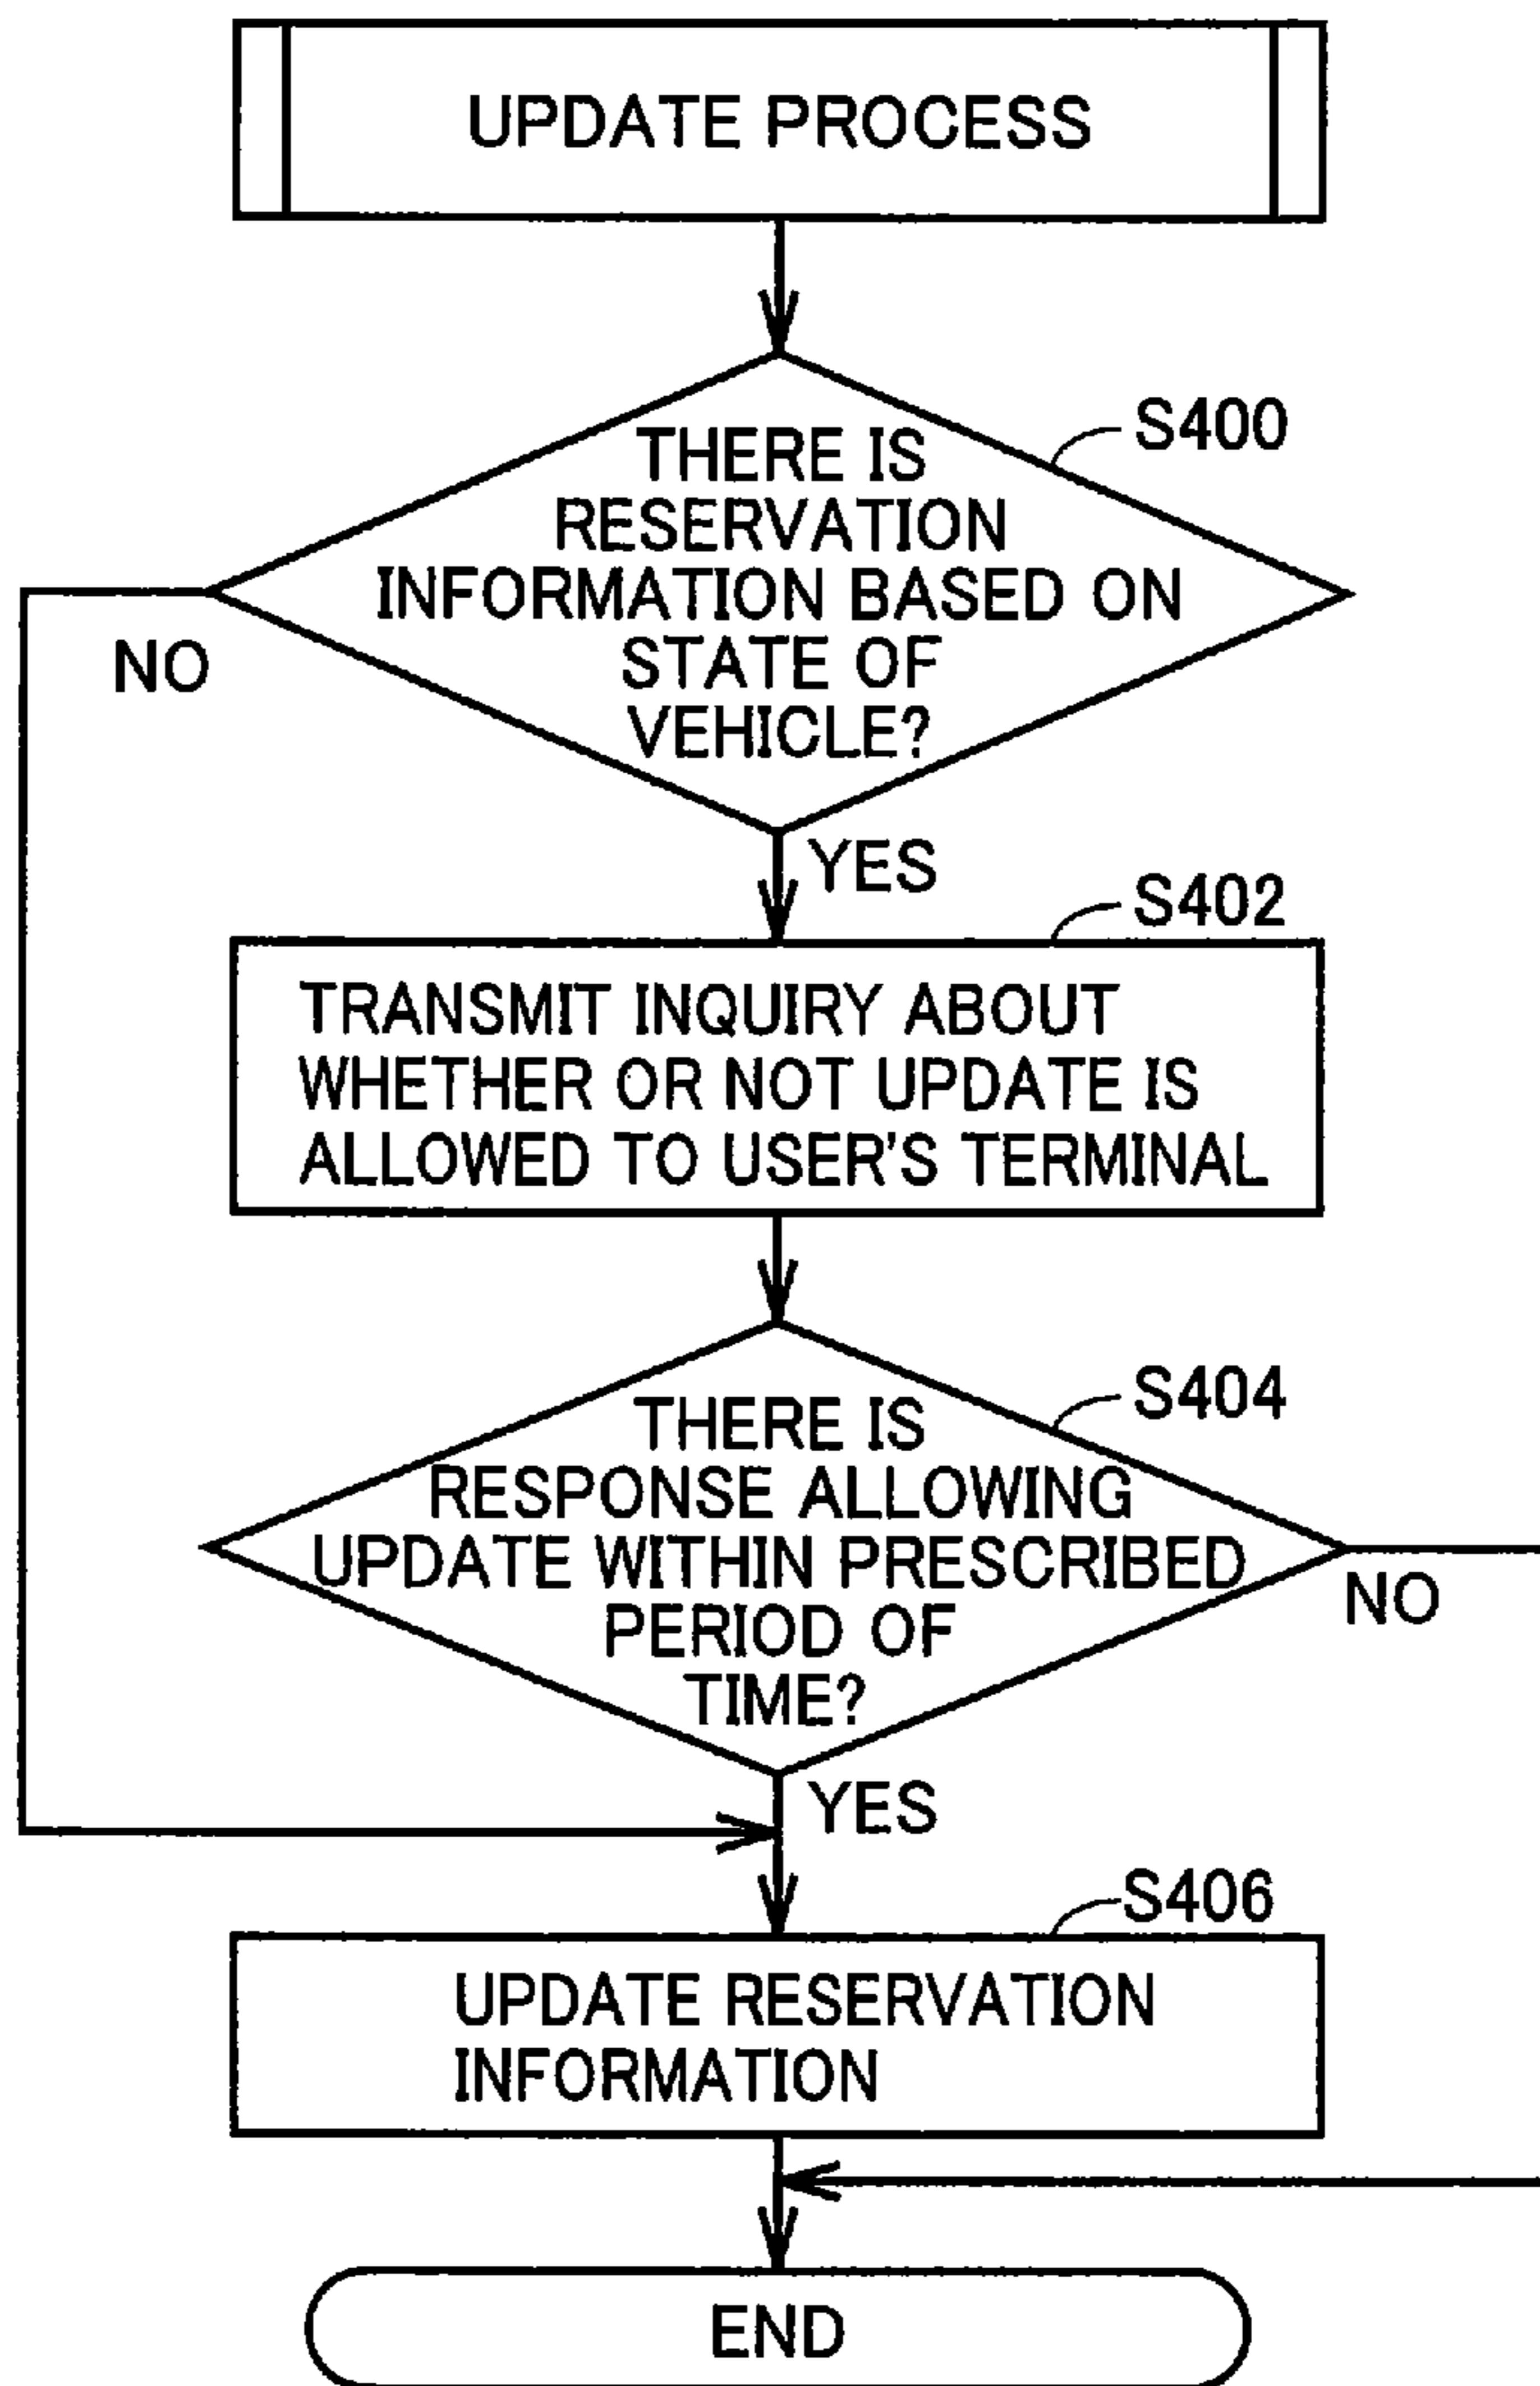 UPDATE PROCESS
S400
THERE IS
RESERVATION
INFORMATION BASED ON
STATE OF
VEHICLE?
NO
YES
S402
TRANSMIT INQUIRY ABOUT
WHETHER OR NOT UPDATE IS
ALLOWED TO USER'S TERMINAL
S404
THERE IS
RESPONSE ALLOWING
UPDATE WITHIN PRESCRIBED
PERIOD OF
TIME?
NO
YES
S406
UPDATE RESERVATION
INFORMATION
END